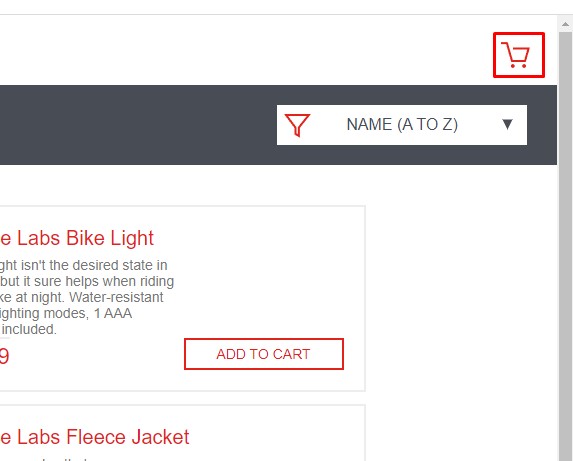 NAME (A TO Z)
e Labs Bike Light
ght isn't the desired state in
but it sure helps when riding
ke at night. Water-resistant
ighting modes, 1 AAA
included.
9
ADD TO CART
e Labs Fleece Jacket